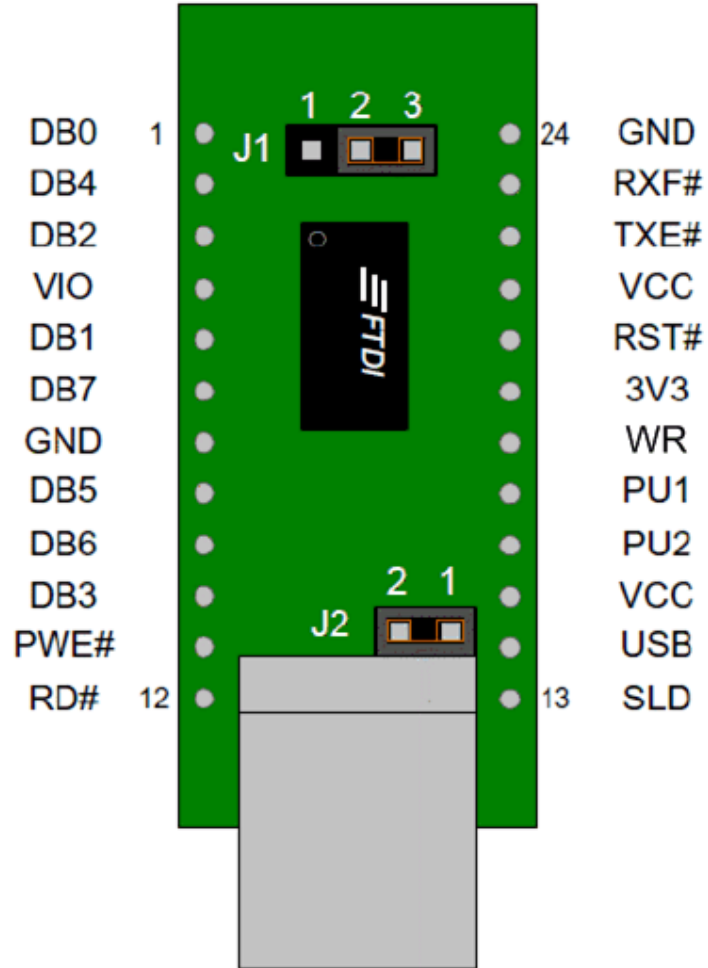 1 2 3
DB0 1 J1 24 GND
DB4 RXF#
DB2 TXE#
VIO VCC
DB1 FTDI RST#
DB7 3V3
GND WR
DB5 PU1
DB6 PU2
DB3 2 1 VCC
PWE# J2 USB
RD# 12 13 SLD